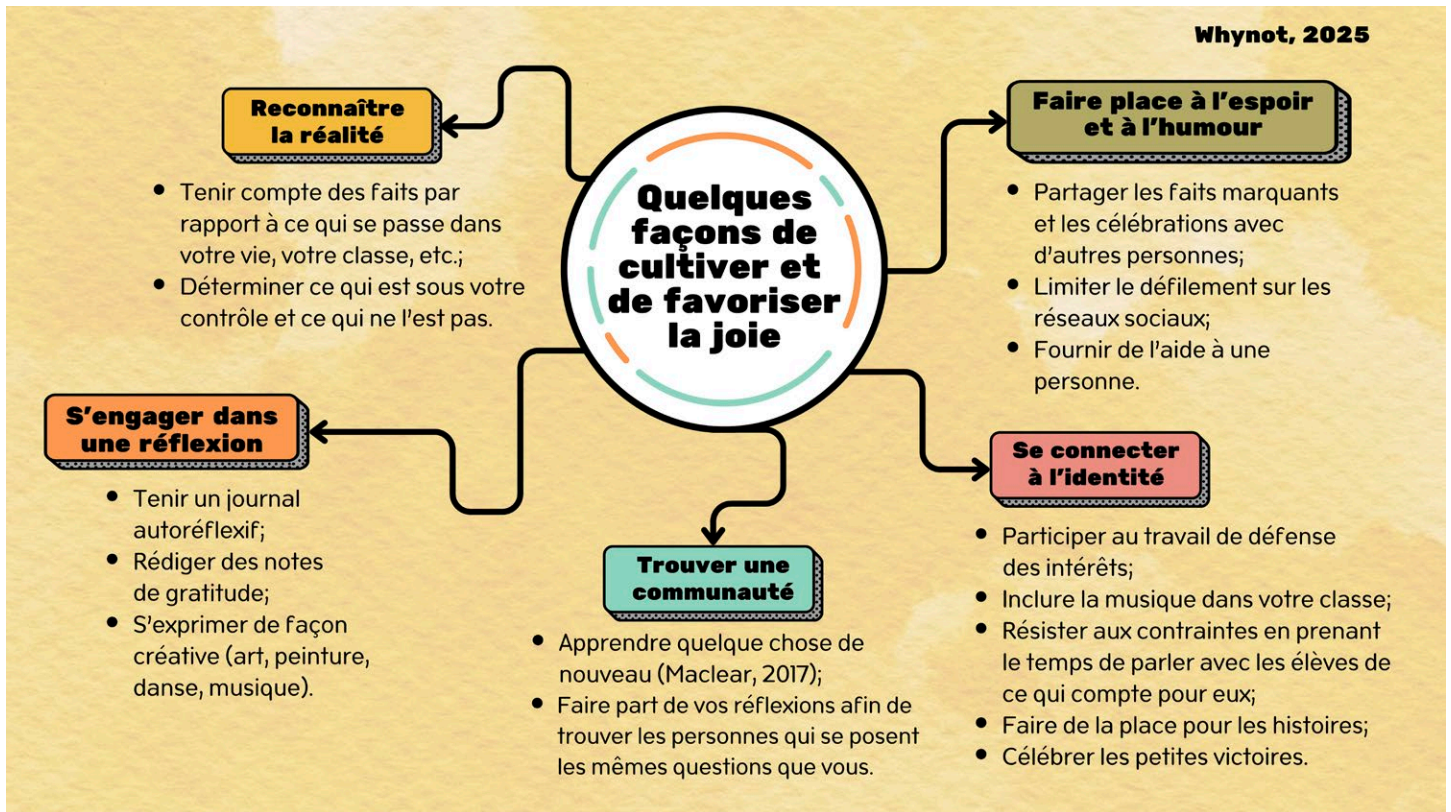 Whynot, 2025
Quelques
façons de
cultiver et
de favoriser
la joie
Reconnaître
la réalité
• Tenir compte des faits par
rapport à ce qui se passe dans
votre vie, votre classe, etc.;
• Déterminer ce qui est sous votre
contrôle et ce qui ne l'est pas.
S'engager dans
une réflexion
• Tenir un journal
autoréflexif;
• Rédiger des notes
de gratitude;
• S'exprimer de façon
créative (art, peinture,
danse, musique).
Trouver une
communauté
• Apprendre quelque chose de
nouveau (Maclear, 2017);
• Faire part de vos réflexions afin de
trouver les personnes qui se posent
les mêmes questions que vous.
Faire place à l'espoir
et à l'humour
• Partager les faits marquants
et les célébrations avec
d'autres personnes;
• Limiter le défilement sur les
réseaux sociaux;
• Fournir de l'aide à une
personne.
Se connecter
à l'identité
• Participer au travail de défense
des intérêts;
• Inclure la musique dans votre classe;
• Résister aux contraintes en prenant
le temps de parler avec les élèves de
ce qui compte pour eux;
• Faire de la place pour les histoires;
• Célébrer les petites victoires.